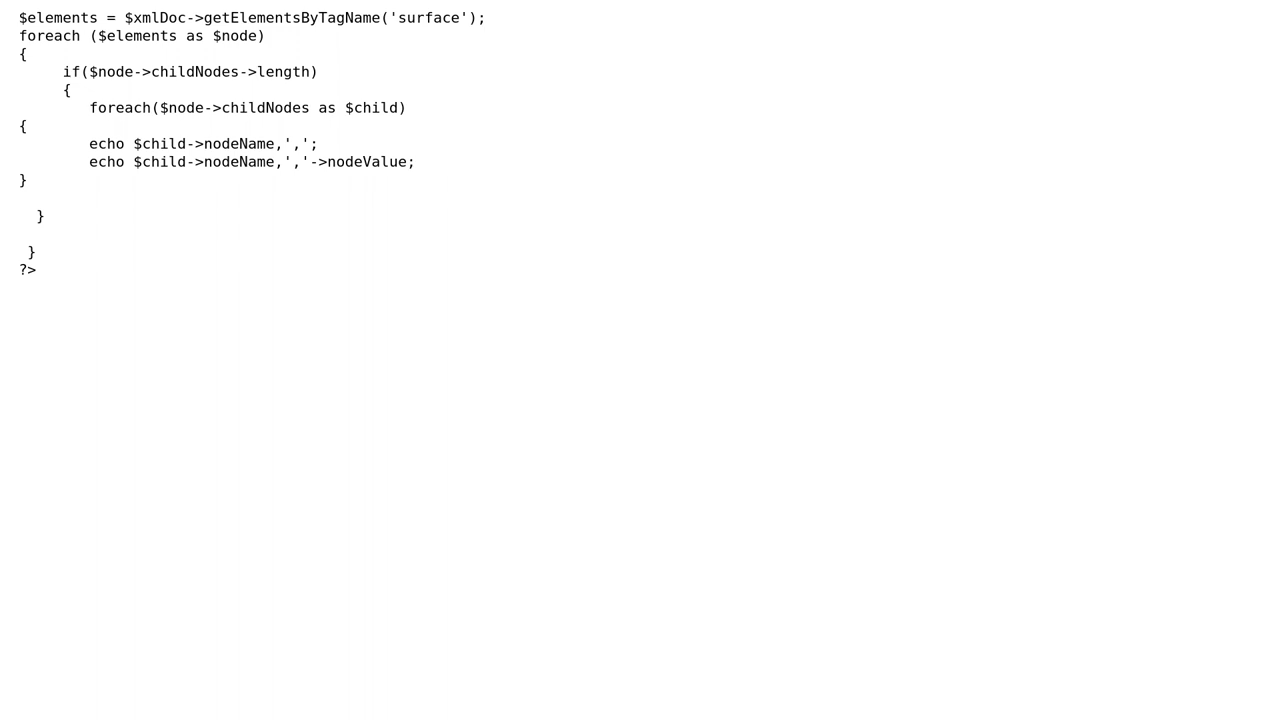 $elements = $xmlDoc->getElementsByTagName('surface');
foreach ($elements as $node)
{
     if($node->childNodes->length)
     {
        foreach($node->childNodes as $child)
{
        echo $child->nodeName,',';
        echo $child->nodeName,','->nodeValue;
}
  }
 }
?>